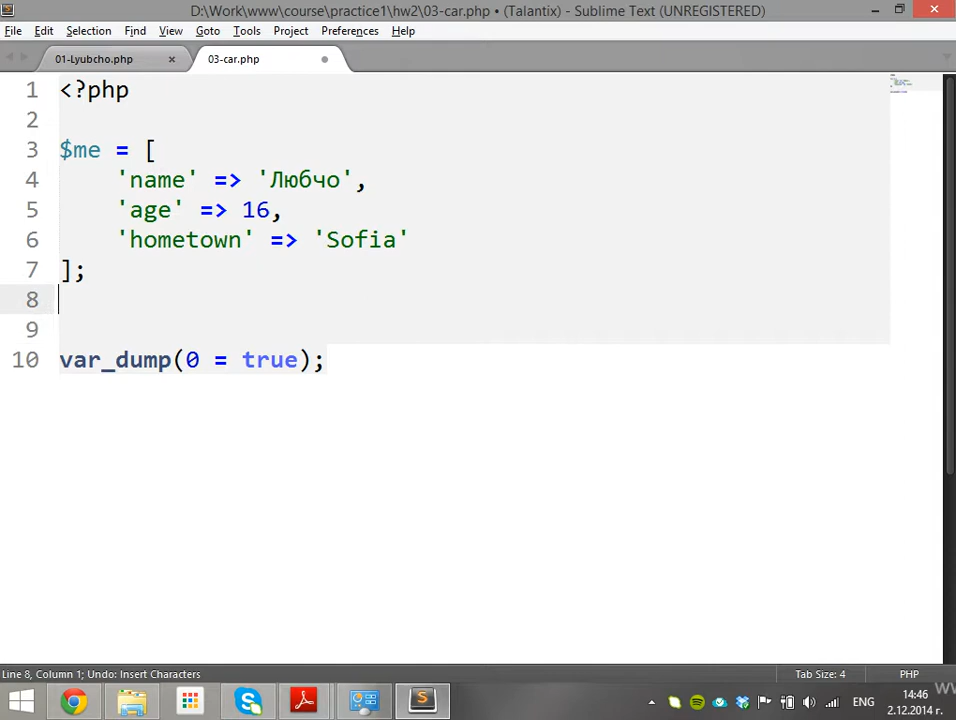 D:\Work\www\course\practice1\hw2\03-car.php • (Talantix) - Sublime Text (UNREGISTERED)
File Edit Selection Find View Goto Tools Project Preferences Help
01-Lyubcho.php × 03-car.php
1 <?php
2
3 $me = [
4 'name' => 'Любчо',
5 'age' => 16,
6 'hometown' => 'Sofia'
7 ];
8
9
10 var_dump(0 = true);
Line 8, Column 1; Undo: Insert Characters Tab Size: 4 PHP
ЕНГ 14:46
2.12.2014 г.